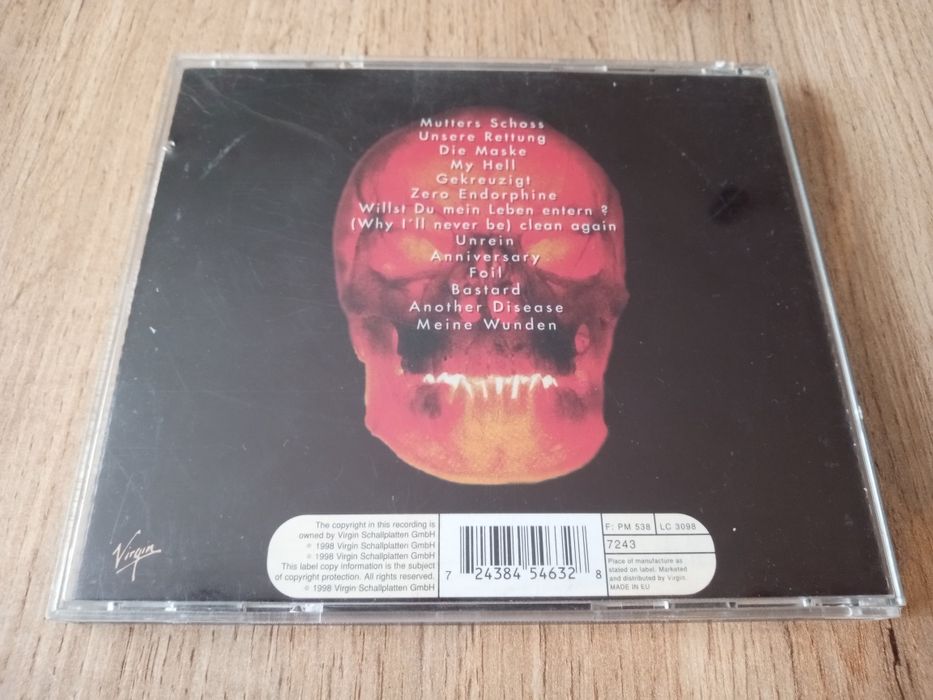 Mutters Schoss
Unsere Rettung
Die Maske
My Hell
Gekreuzigt
Zero Endorphine
Willst Du mein Leben entern ?
(Why I´ll never be) clean again
Unrein
Anniversary
Foil
Bastard
Another Disease
Meine Wunden
Virgin
The copyright in this recording is
owned by Virgin Schallplatten GmbH
℗ 1998 Virgin Schallplatten GmbH
© 1998 Virgin Schallplatten GmbH
This label copy information is the subject
of copyright protection. All rights reserved.
© 1998 Virgin Schallplatten GmbH
7 24384 54632 8
F: PM 538
LC 3098
7243
Place of manufacture as
stated on label. Marketed
and distributed by Virgin.
MADE IN EU